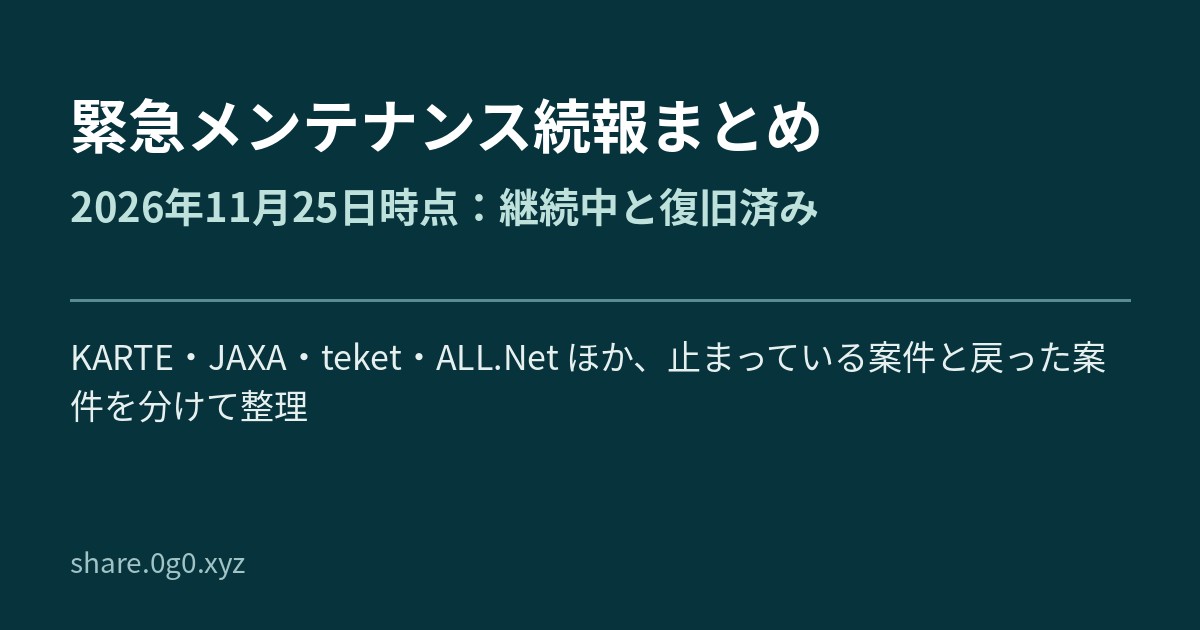 緊急メンテナンス続報まとめ
2026年11月25日時点：継続中と復旧済み
KARTE・JAXA・teket・ALL.Net ほか、止まっている案件と戻った案
件を分けて整理
share.0g0.xyz